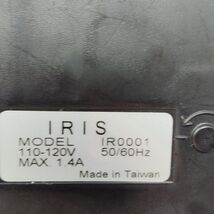 IRIS
MODEL IR0001
110-120V 50/60Hz
MAX. 1.4A
Made in Taiwan